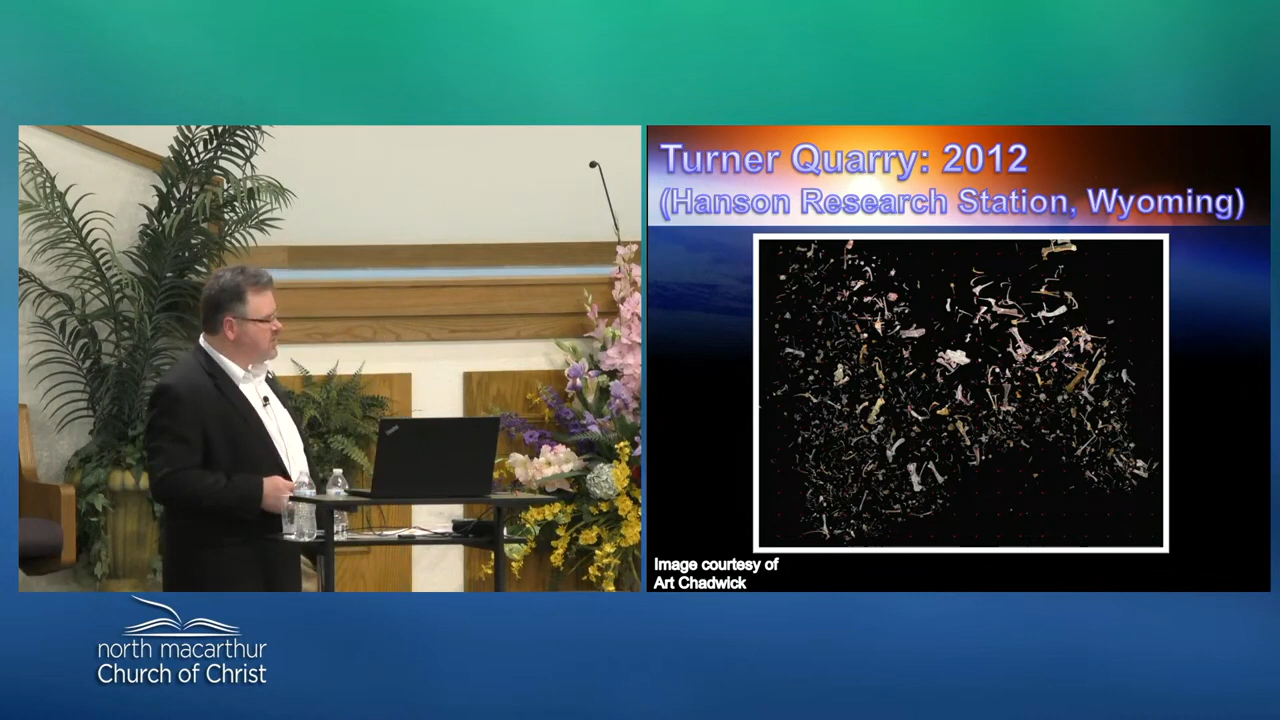 Turner Quarry: 2012
(Hanson Research Station, Wyoming)
Image courtesy of
Art Chadwick
north macarthur
Church of Christ